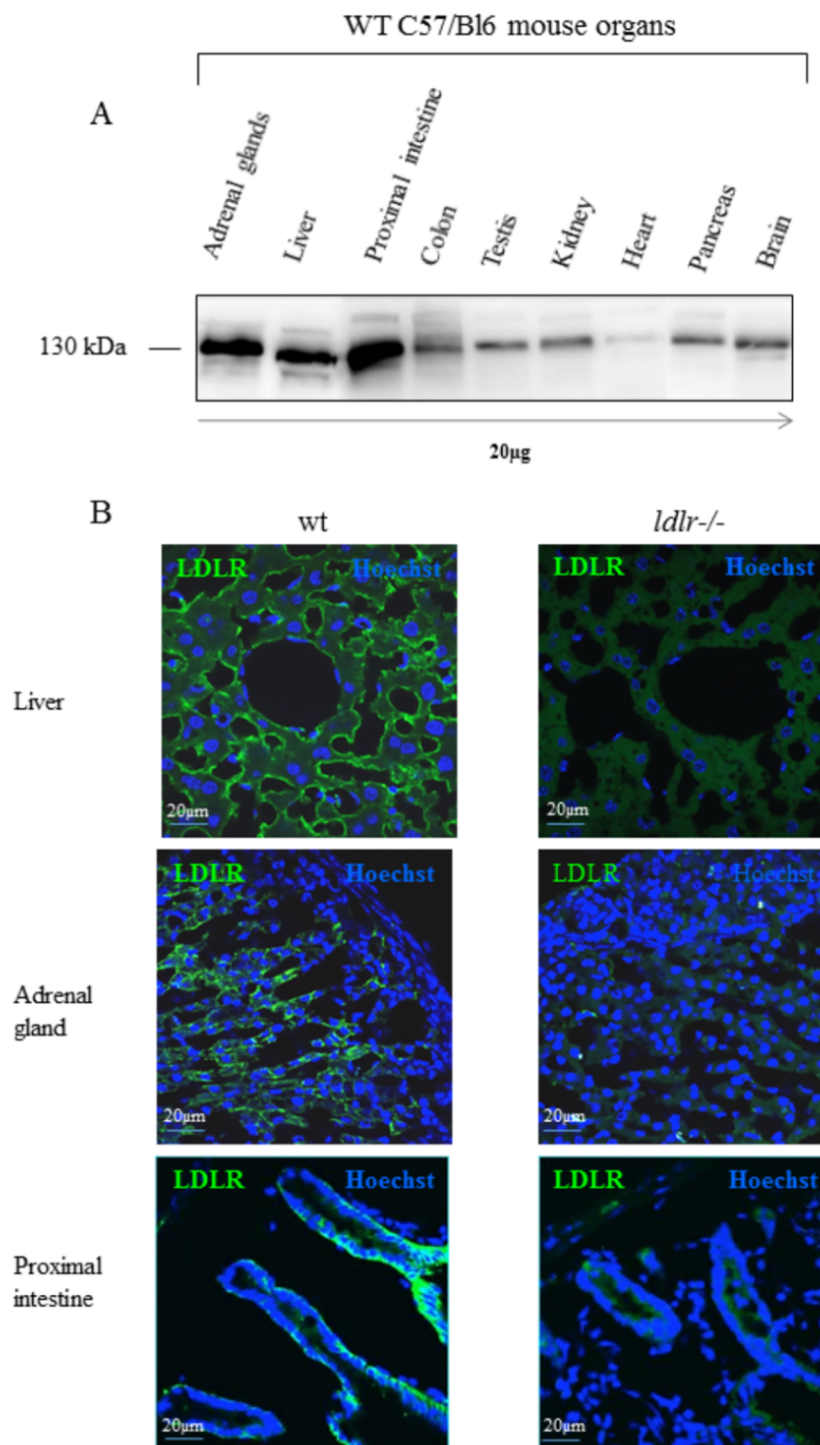 WT C57/Bl6 mouse organs
A
Adrenal glands
Liver
Proximal intestine
Colon
Testis
Kidney
Heart
Pancreas
Brain
130 kDa
20µg
B
wt
ldlr-/-
LDLR Hoechst
LDLR Hoechst
Liver
20µm
20µm
LDLR Hoechst
LDLR Hoechst
Adrenal
gland
20µm
20µm
LDLR Hoechst
LDLR Hoechst
Proximal
intestine
20µm
20µm